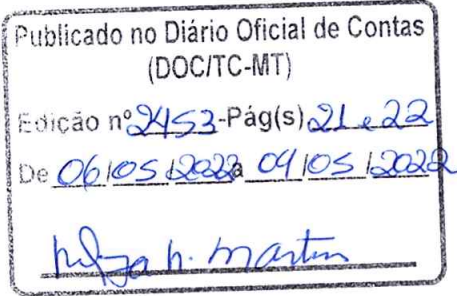 Publicado no Diário Oficial de Contas
(DOC/TC-MT)
Edição nº 2453-Pág(s) 21 e 22
De 06/05/2022 a 09/05/2022
Martin